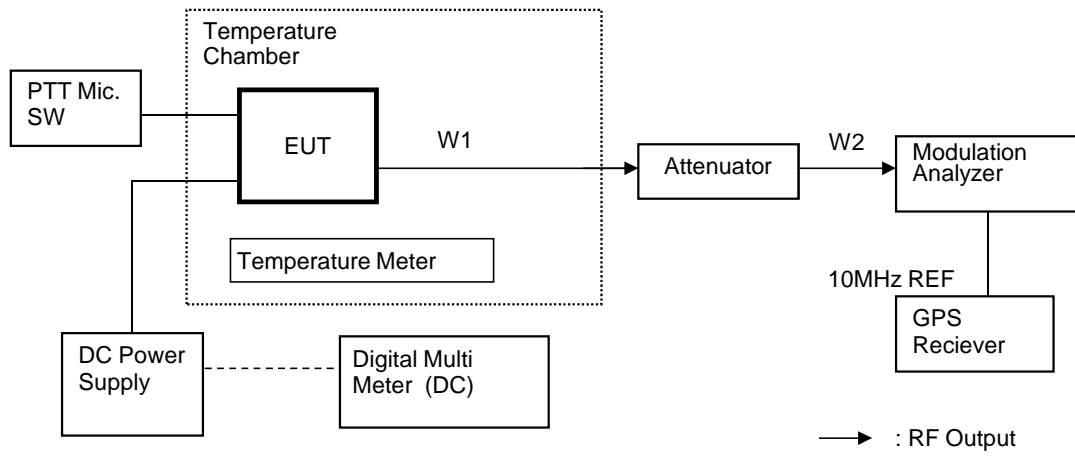 Temperature
Chamber
PTT Mic.
SW
EUT
W1
Attenuator
W2
Modulation
Analyzer
Temperature Meter
10MHz REF
GPS
Reciever
DC Power
Supply
Digital Multi
Meter (DC)
: RF Output